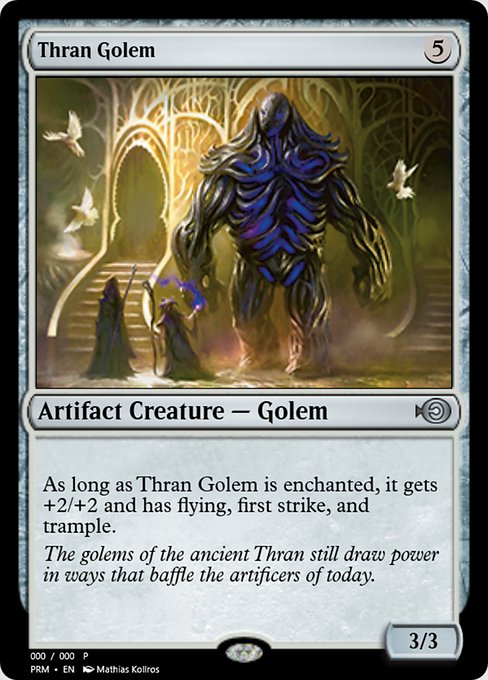 Thran Golem 5
Artifact Creature — Golem
As long as Thran Golem is enchanted, it gets
+2/+2 and has flying, first strike, and
trample.
The golems of the ancient Thran still draw power
in ways that baffle the artificers of today.
3/3
000 / 000 P
PRM • EN Mathias Kollros